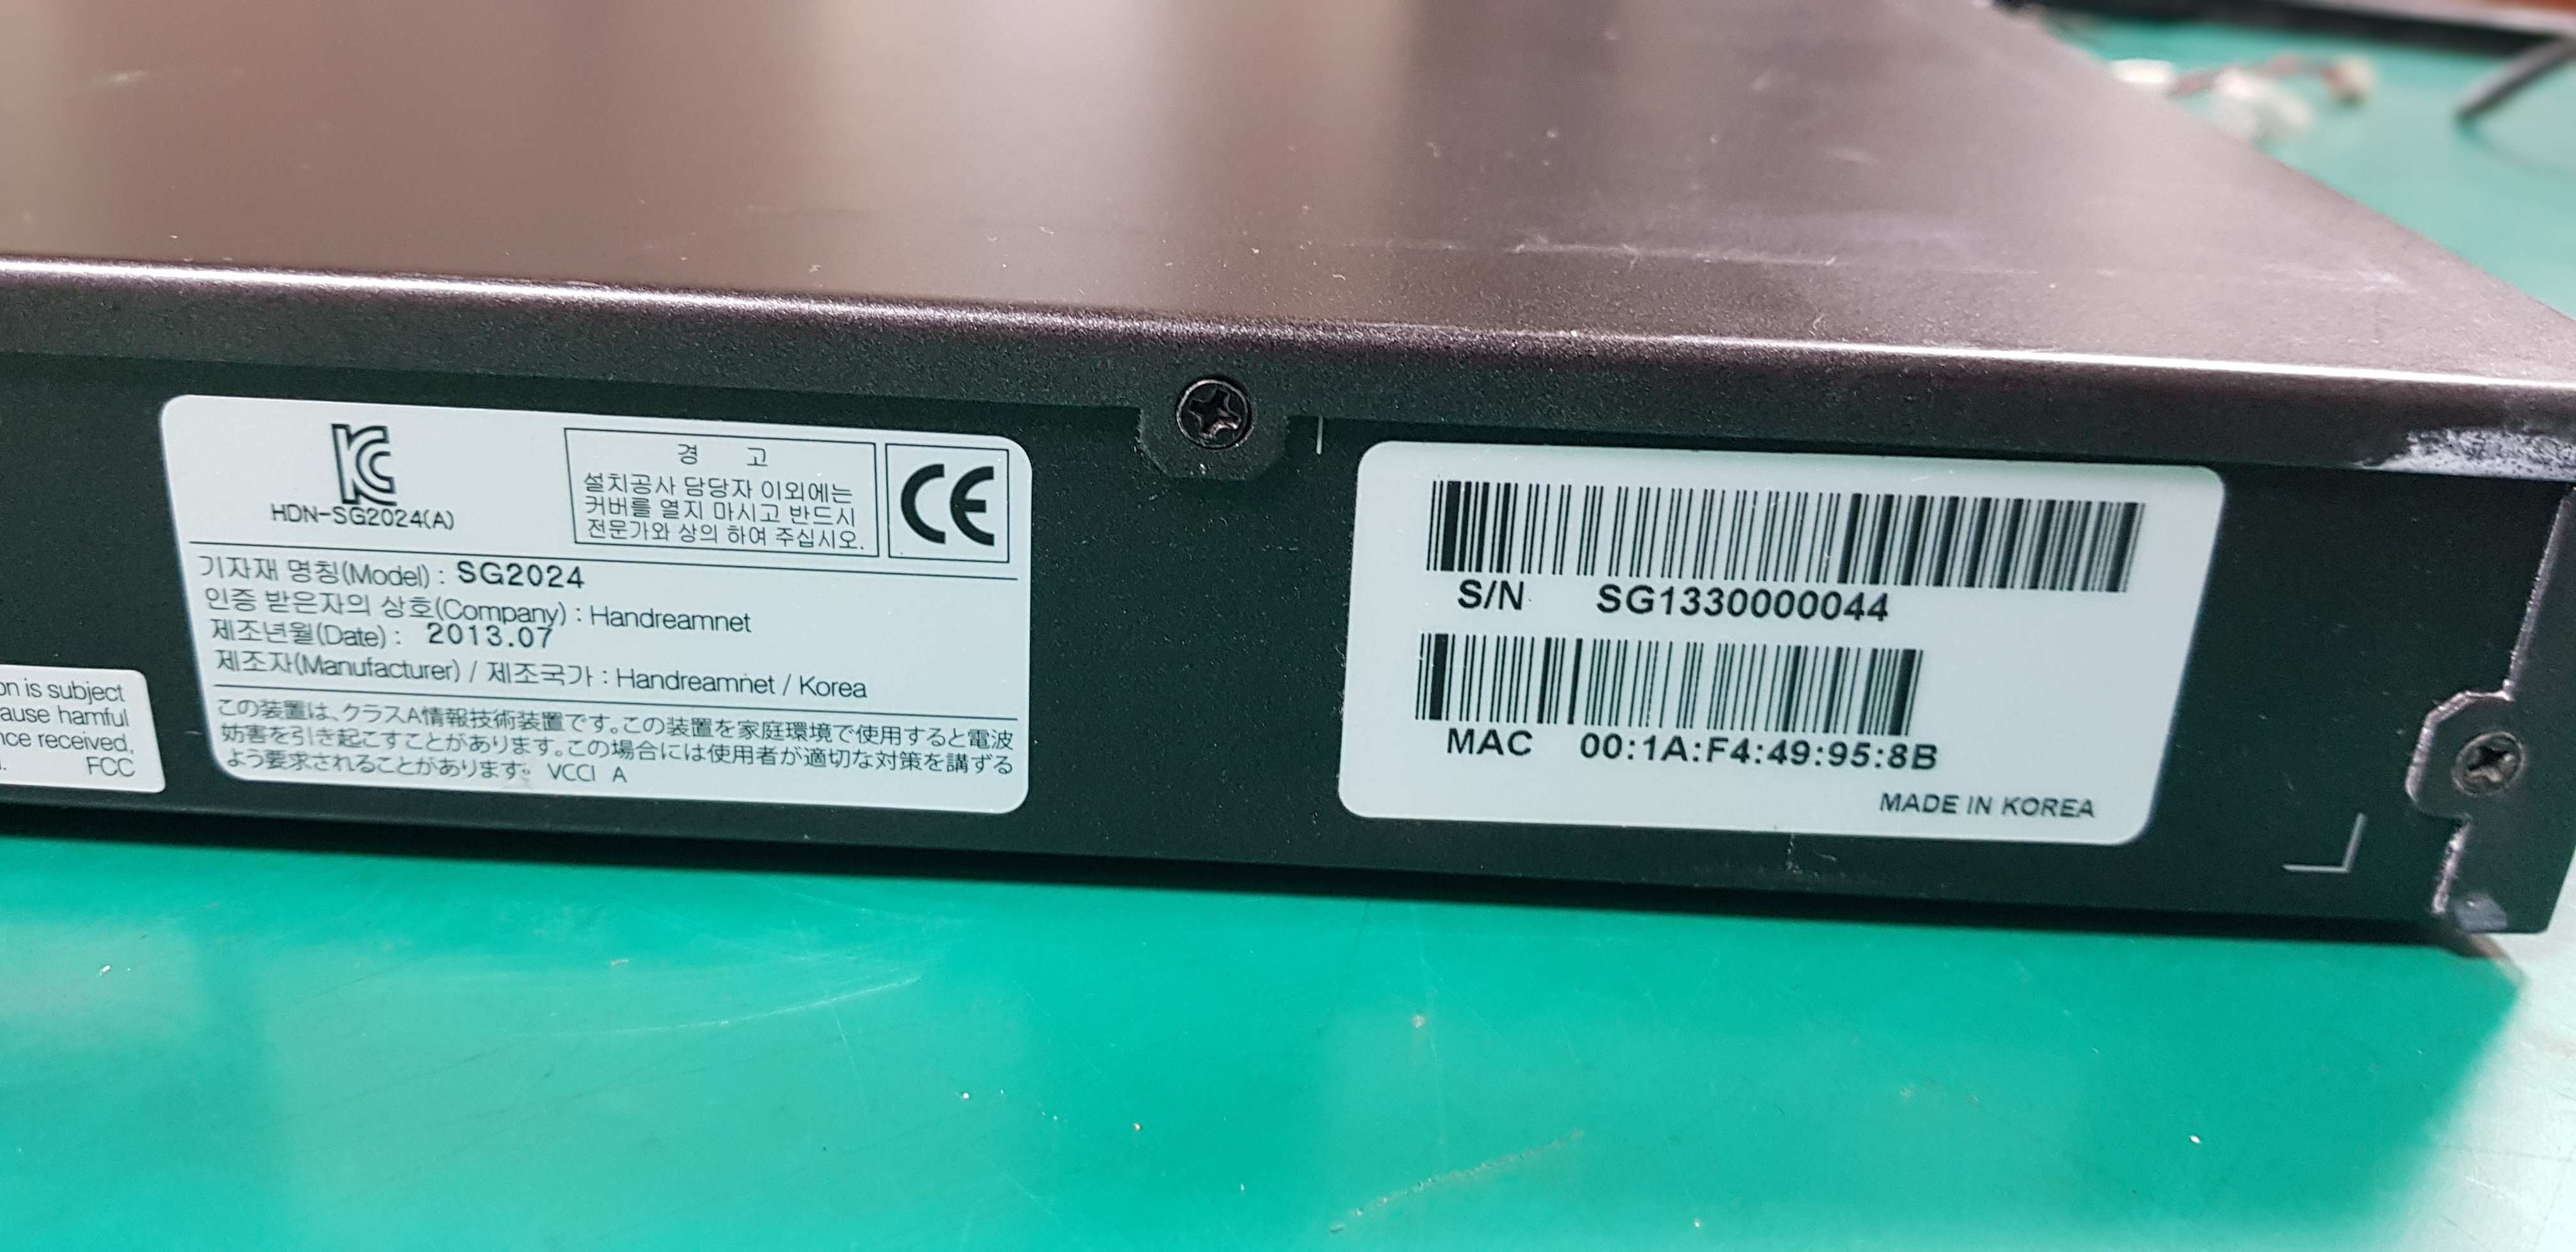 on is subject
ause hamful
nce received,
FCC
HDN-SG2024(A)
경 고
설치공사 담당자 이외에는
커버를 열지 마시고 반드시
전문가와 상의 하여 주십시오.
CE
기자재 명칭(Model) : SG2024
인증 받은자의 상호(Company) : Handreamnet
제조년월(Date) : 2013.07
제조자(Manufacturer) / 제조국가 : Handreamnet / Korea
この装置は、クラスA情報技術装置です。この装置を家庭環境で使用すると電波
妨害を引き起こすことがあります。この場合には使用者が適切な対策を講ずる
よう要求されることがあります。 VCCI A
S/N SG1330000044
MAC 00:1A:F4:49:95:8B
MADE IN KOREA